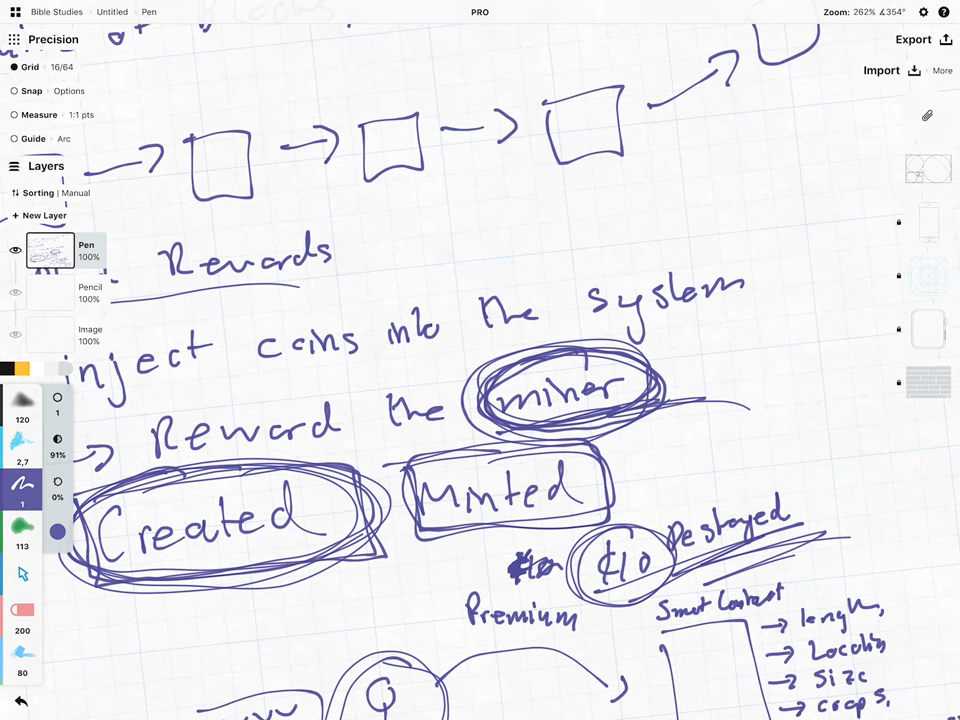 Bible Studies › Untitled › Pen
PRO
Zoom: 262% ∡354°
Precision
Export
Grid › 16/64
Import
More
Snap › Options
Measure › 1:1 pts
Guide › Arc
Layers
Sorting | Manual
+ New Layer
Pen
100%
Pencil
100%
Image
100%
Rewards
inject coins into the system
→ Reward the miner
Created Minted
₵10 Destroyed
Premium
Smart Contract
→ length,
→ Location
→ Size
→ crops,
Q
120
2,7
1
113
200
80
1
91%
0%